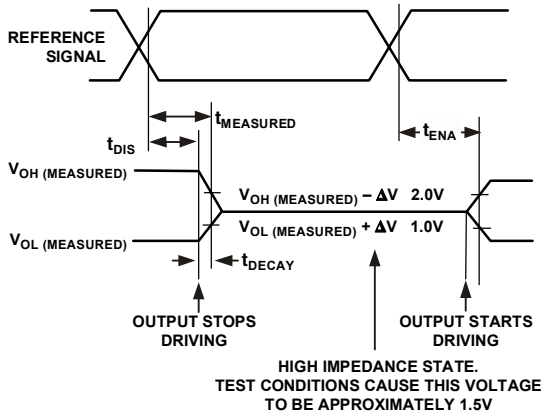 REFERENCE
SIGNAL
tMEASURED
tDIS
tENA
VOH (MEASURED)
VOH (MEASURED) – ΔV 2.0V
VOL (MEASURED) + ΔV 1.0V
VOL (MEASURED)
tDECAY
OUTPUT STOPS
DRIVING
OUTPUT STARTS
DRIVING
HIGH IMPEDANCE STATE.
TEST CONDITIONS CAUSE THIS VOLTAGE
TO BE APPROXIMATELY 1.5V